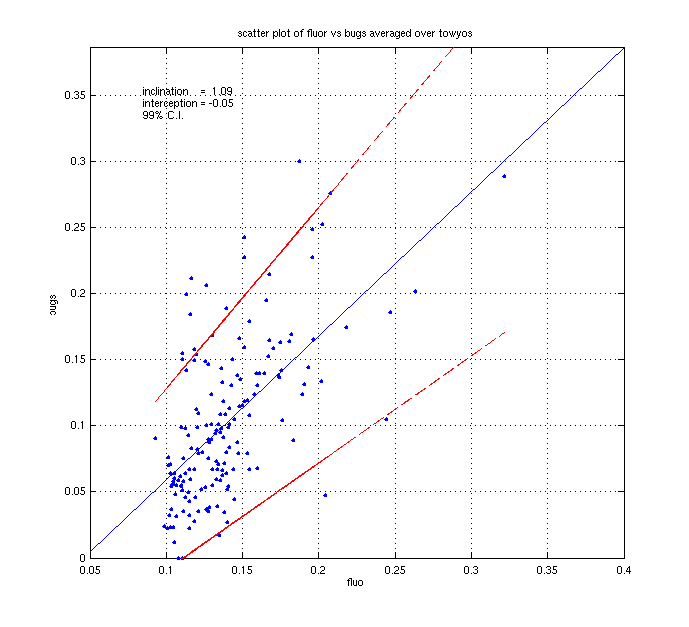 scatter plot of fluor vs bugs averaged over towyos
inclination = 1.09
interception = -0.05
99% C.I.
bugs
0.35
0.3
0.25
0.2
0.15
0.1
0.05
0
0.05 0.1 0.15 0.2 0.25 0.3 0.35 0.4
fluo